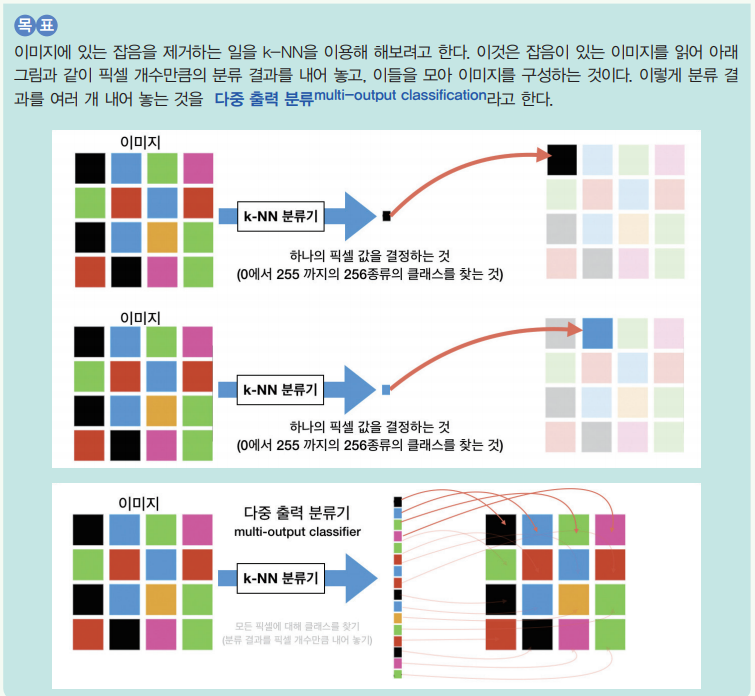 목표
이미지에 있는 잡음을 제거하는 일을 k-NN을 이용해 해보려고 한다. 이것은 잡음이 있는 이미지를 읽어 아래
그림과 같이 픽셀 개수만큼의 분류 결과를 내어 놓고, 이들을 모아 이미지를 구성하는 것이다. 이렇게 분류 결
과를 여러 개 내어 놓는 것을 다중 출력 분류multi-output classification라고 한다.
이미지
k-NN 분류기
하나의 픽셀 값을 결정하는 것
(0에서 255 까지의 256종류의 클래스를 찾는 것)
이미지
k-NN 분류기
하나의 픽셀 값을 결정하는 것
(0에서 255 까지의 256종류의 클래스를 찾는 것)
이미지
다중 출력 분류기
multi-output classifier
k-NN 분류기
모든 픽셀에 대해 클래스를 찾기
(분류 결과를 픽셀 개수만큼 내어 놓기)